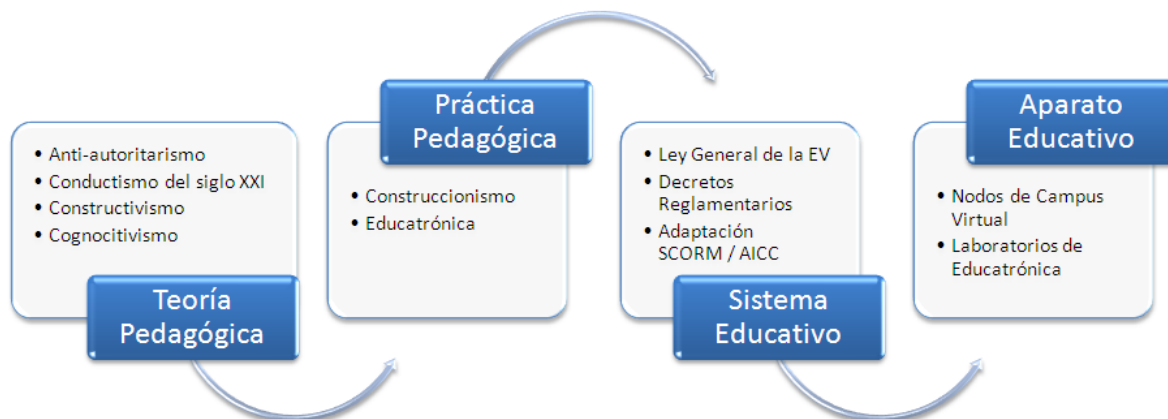 • Anti-autoritarismo
• Conductismo del siglo XXI
• Constructivismo
• Cognocitivismo
Teoría
Pedagógica
Práctica
Pedagógica
• Construccionismo
• Educatrónica
• Ley General de la EV
• Decretos
Reglamentarios
• Adaptación
SCORM / AICC
Sistema
Educativo
Aparato
Educativo
• Nodos de Campus
Virtual
• Laboratorios de
Educatrónica